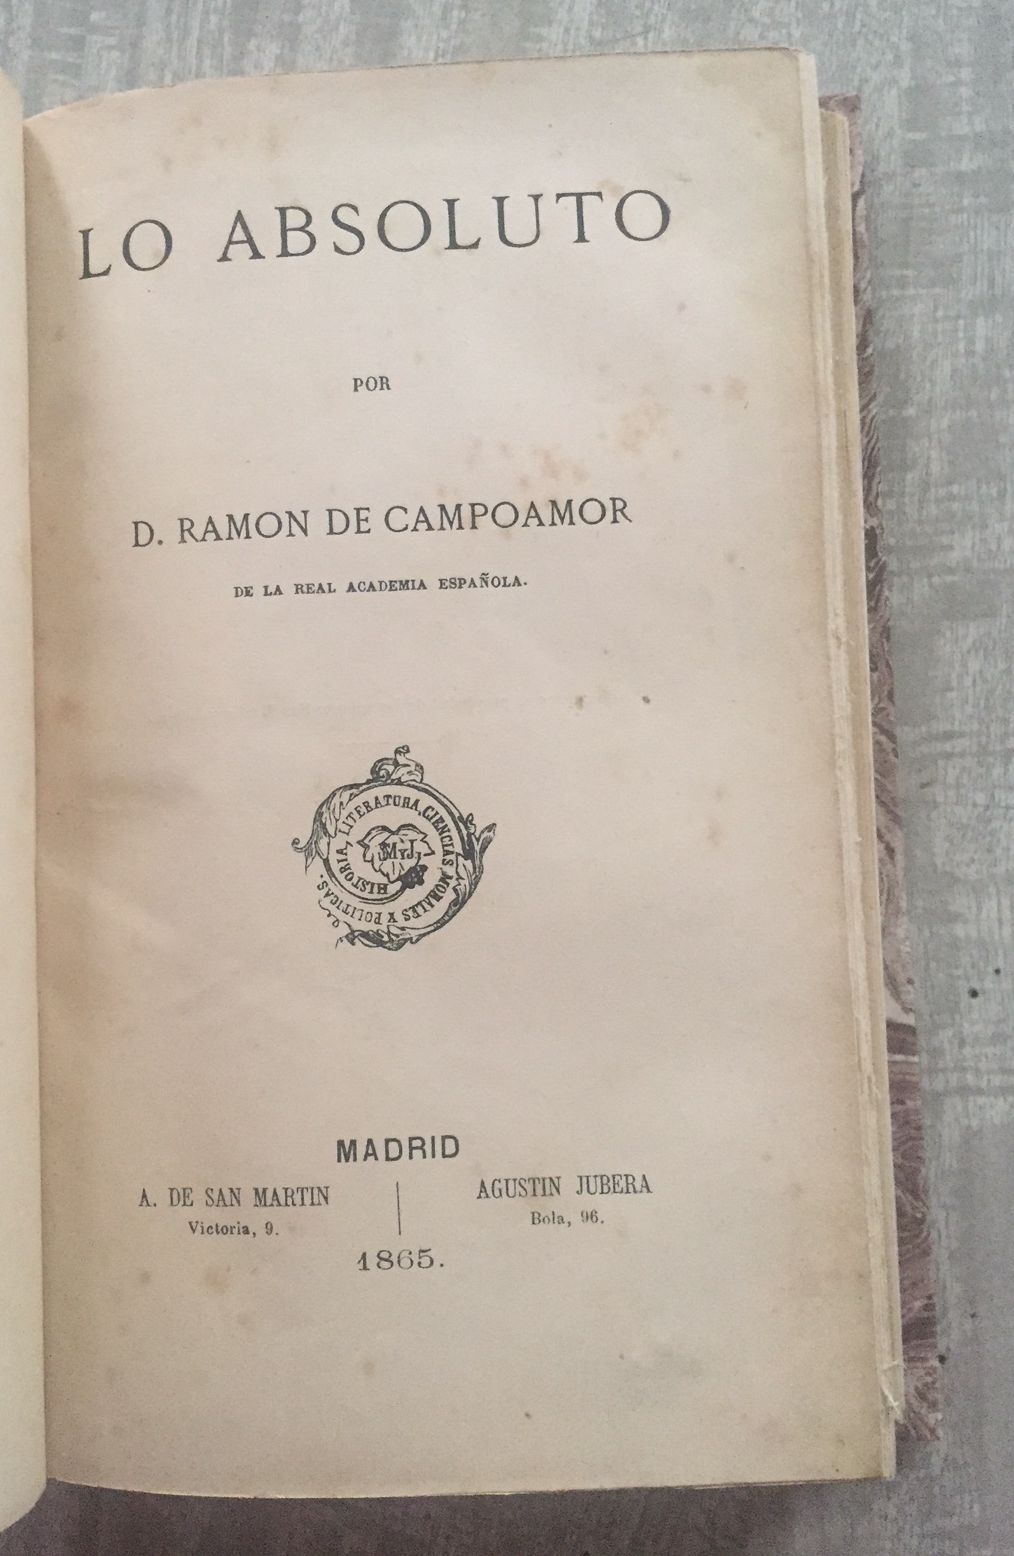 LO ABSOLUTO
POR
D. RAMON DE CAMPOAMOR
DE LA REAL ACADEMIA ESPAÑOLA.
HISTORIA, LITERATURA, CIENCIAS MORALES Y POLITICAS.
SM Y J
MADRID
A. DE SAN MARTIN
Victoria, 9.
AGUSTIN JUBERA
Bola, 96.
1865.